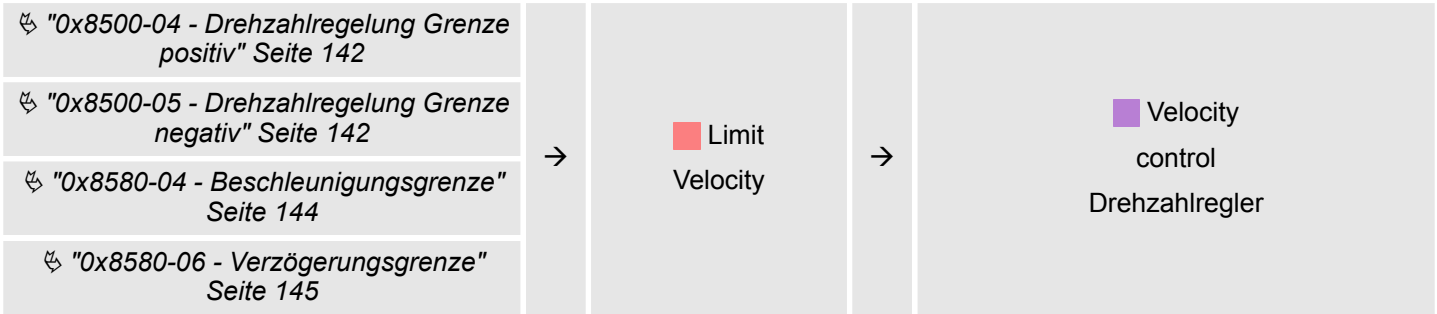 "0x8500-04 - Drehzahlregelung Grenze
positiv" Seite 142
"0x8500-05 - Drehzahlregelung Grenze
negativ" Seite 142
"0x8580-04 - Beschleunigungsgrenze"
Seite 144
"0x8580-06 - Verzögerungsgrenze"
Seite 145
→
Limit
Velocity
→
Velocity
control
Drehzahlregler